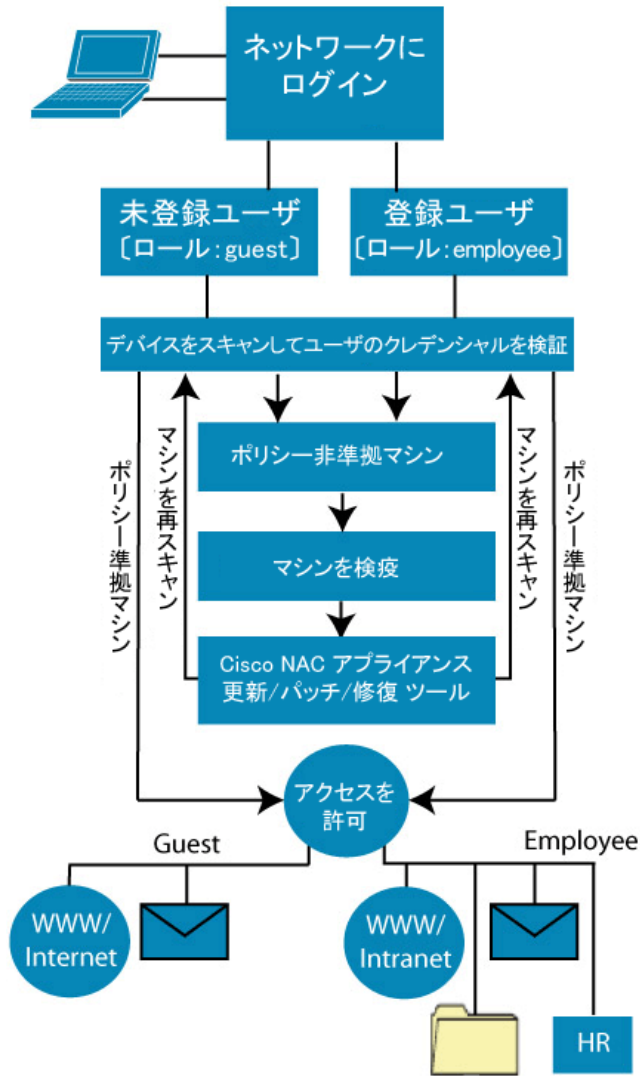 ネットワークに
ログイン
未登録ユーザ
〔ロール：guest〕
登録ユーザ
〔ロール：employee〕
デバイスをスキャンしてユーザのクレデンシャルを検証
ポリシー準拠マシン
マシンを再スキャン
ポリシー非準拠マシン
マシンを検疫
Cisco NAC アプライアンス
更新/パッチ/修復 ツール
マシンを再スキャン
ポリシー準拠マシン
アクセスを
許可
Guest
Employee
WWW/
Internet
WWW/
Intranet
HR